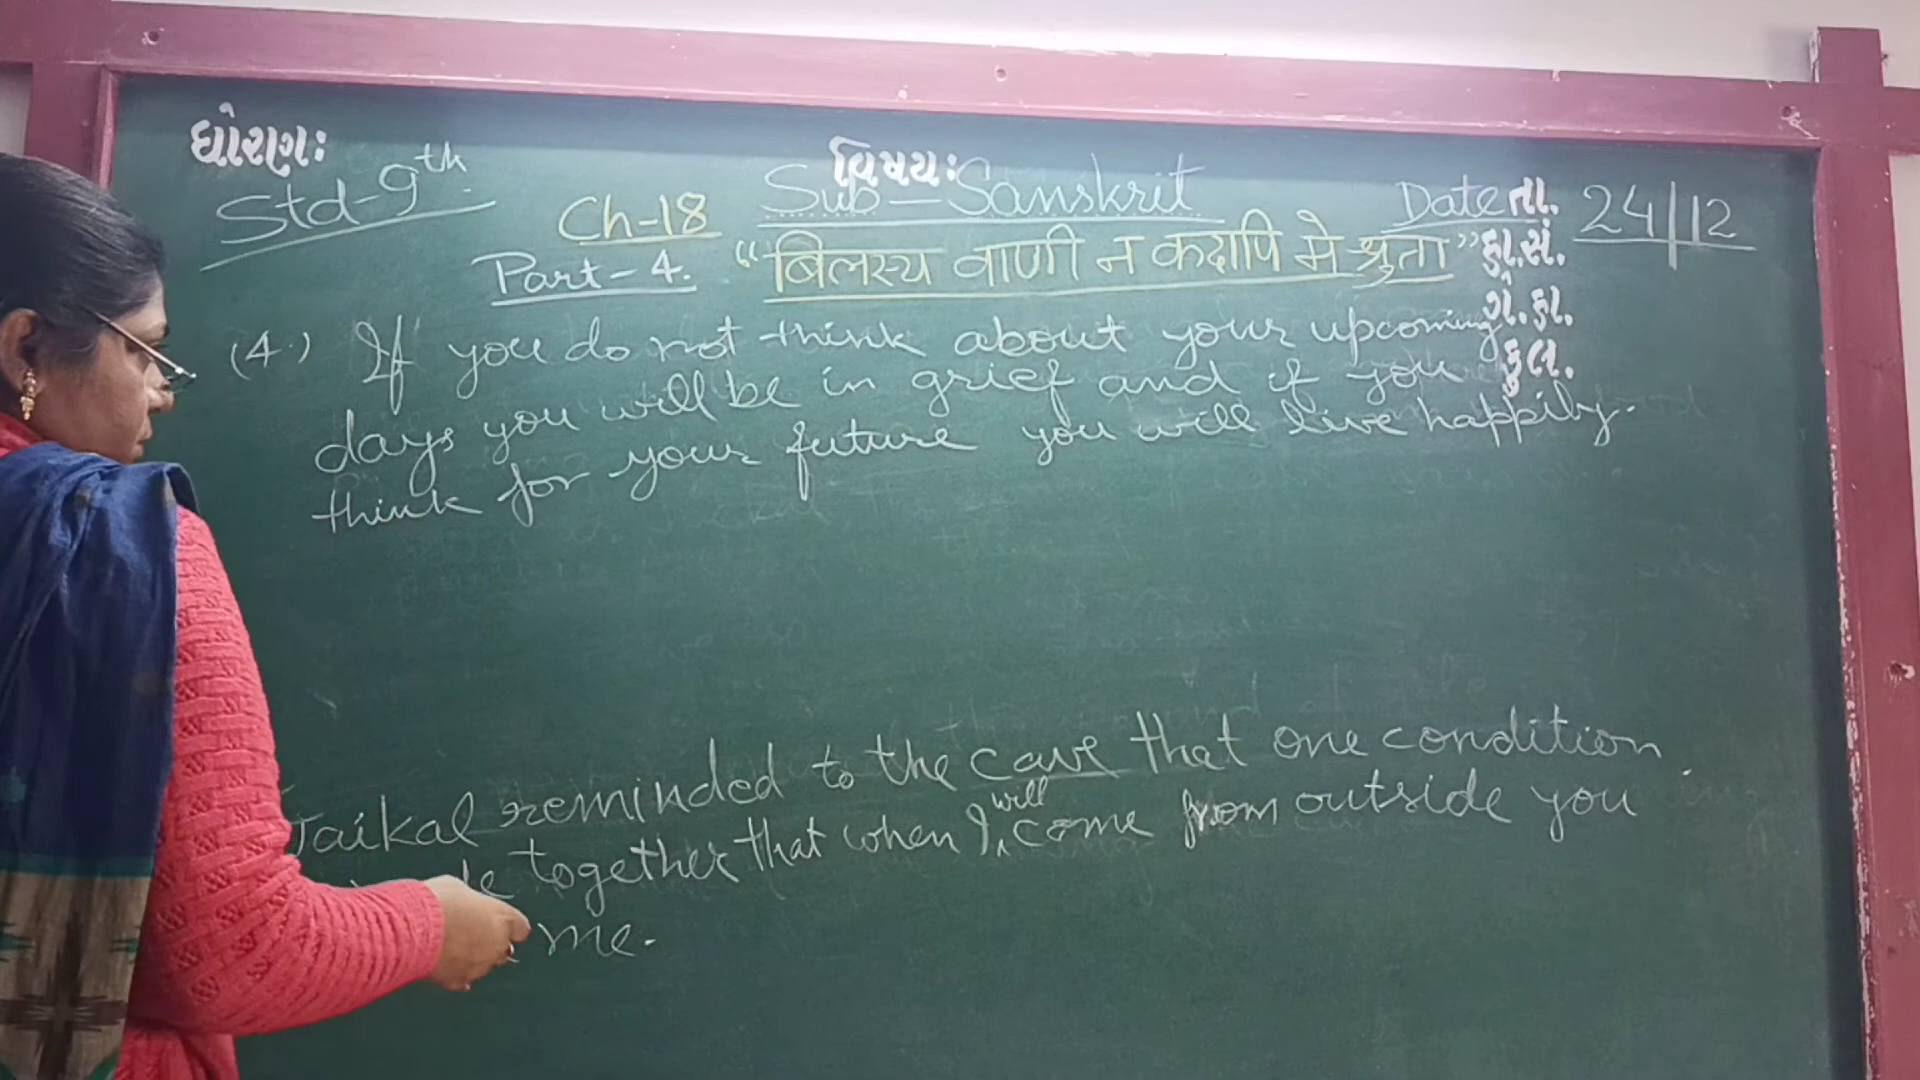 ધોરણઃ
વિષયઃ
Std-9th
Sub-Sanskrit
Date તા. 24/12
Ch-18
Part-4. "बिलस्य वाणी न कदापि मे श्रुता"
ફા.સં.
ગે.હા.
કુલ.
(4.) If you do not think about your upcoming
days you will be in grief and if you
think for your future you will live happily.
Jaikal reminded to the cave that one condition
together that when I will come from outside you
me.